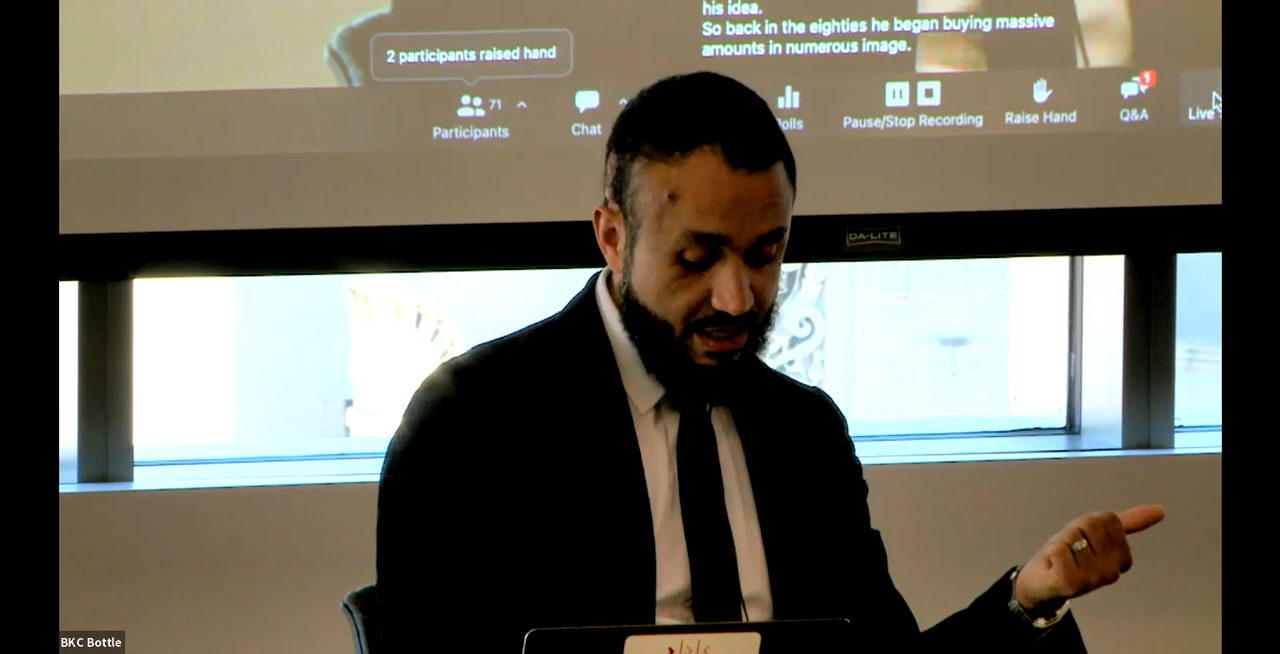 his idea.
So back in the eighties he began buying massive
amounts in numerous image.
2 participants raised hand
71
Participants
Chat
olls
Pause/Stop Recording
Raise Hand
1
Q&A
Live
DA-LITE
BKC Bottle